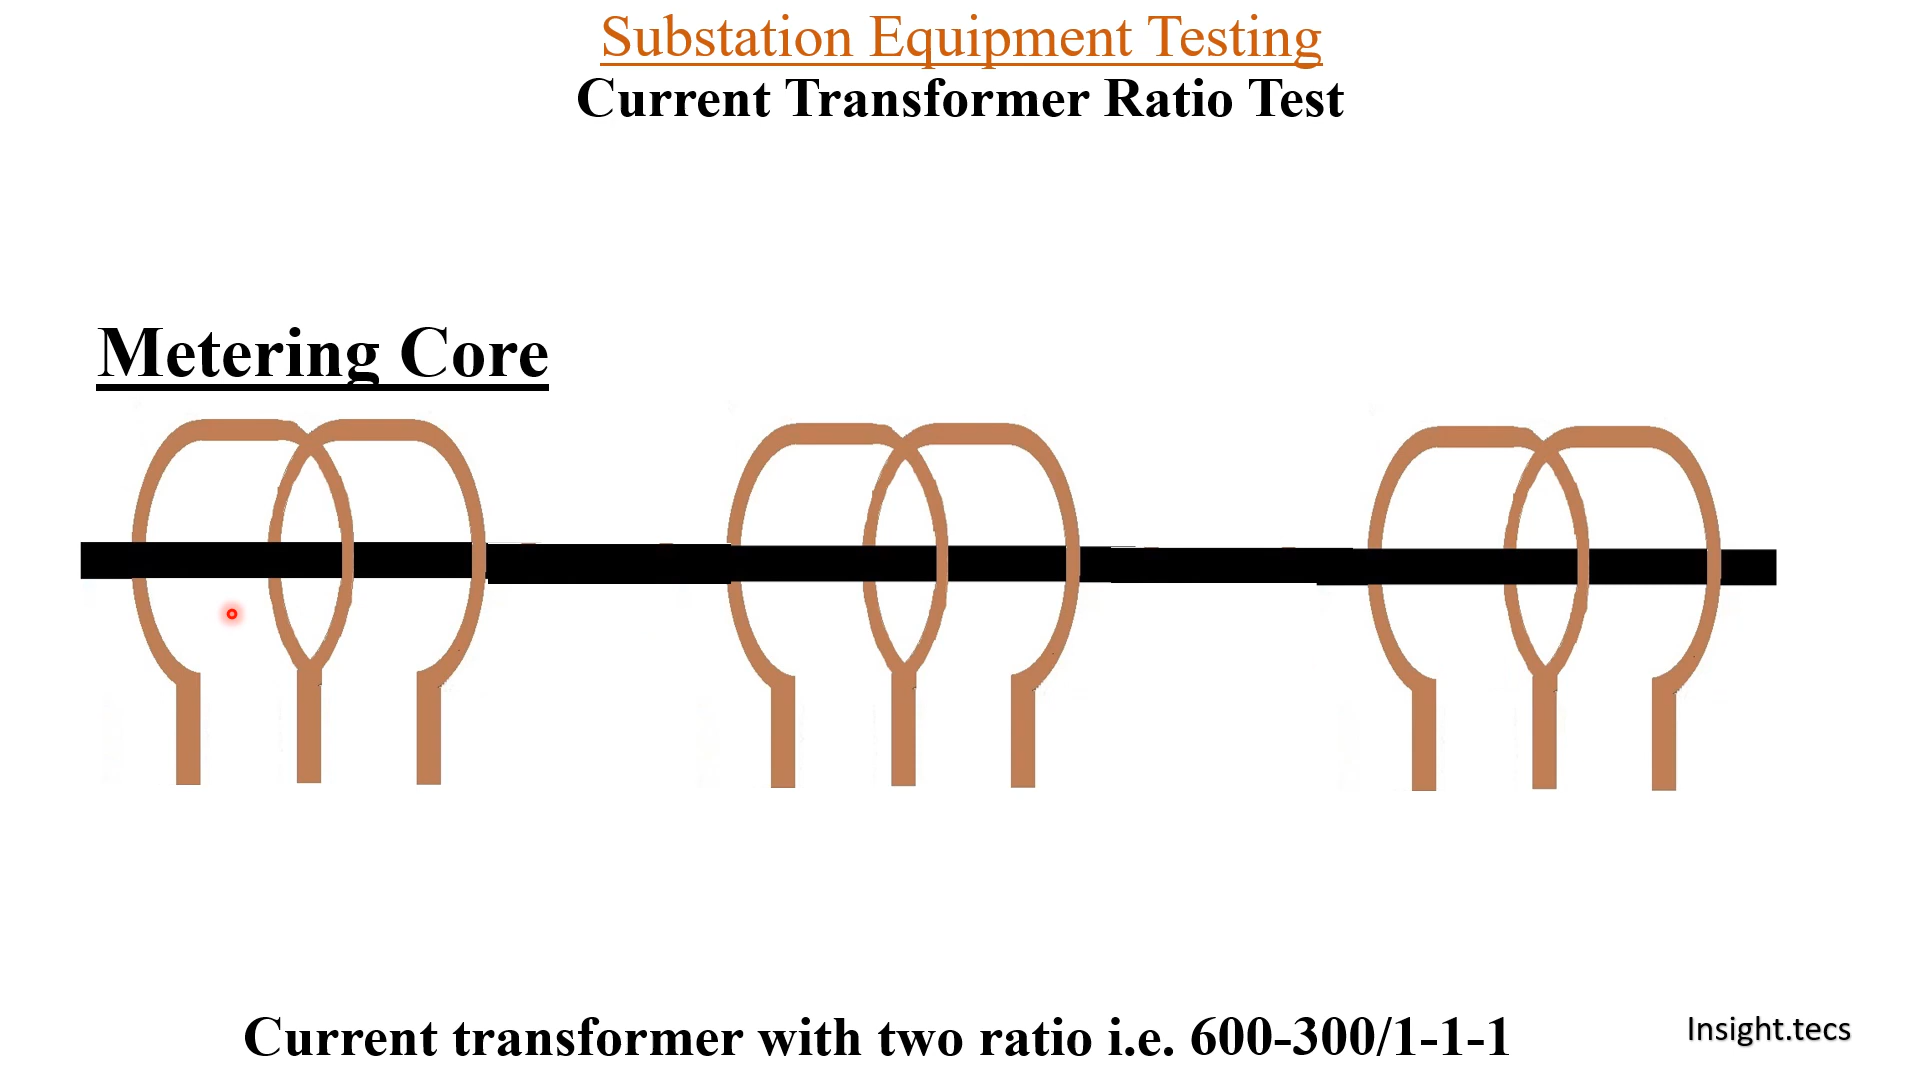 Substation Equipment Testing
Current Transformer Ratio Test
Metering Core
Current transformer with two ratio i.e. 600-300/1-1-1
Insight.tecs